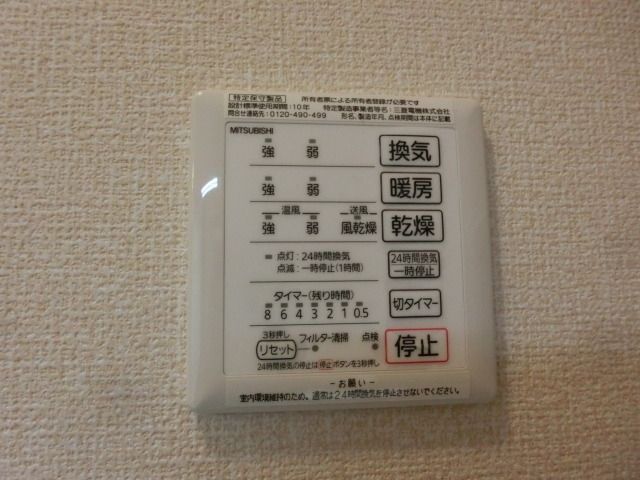 特定保守製品 所有者票による所有者登録が必要です
設計標準使用期間:10年 特定製造事業者等名:三菱電機株式会社
問合せ連絡先:0120-490-499 形名、製造年月、点検期間は本体に記載
MITSUBISHI
強 弱 換気
強 弱 暖房
温風 送風
強 弱 風乾燥 乾燥
点灯:24時間換気
点滅:一時停止(1時間)
24時間換気
一時停止
タイマー(残り時間)
8 6 4 3 2 1 0.5
切タイマー
3秒押し
リセット フィルター清掃 点検
停止
24時間換気の停止は停止ボタンを3秒押し
－お願い－
室内環境維持のため、通常は24時間換気を停止させないでください。